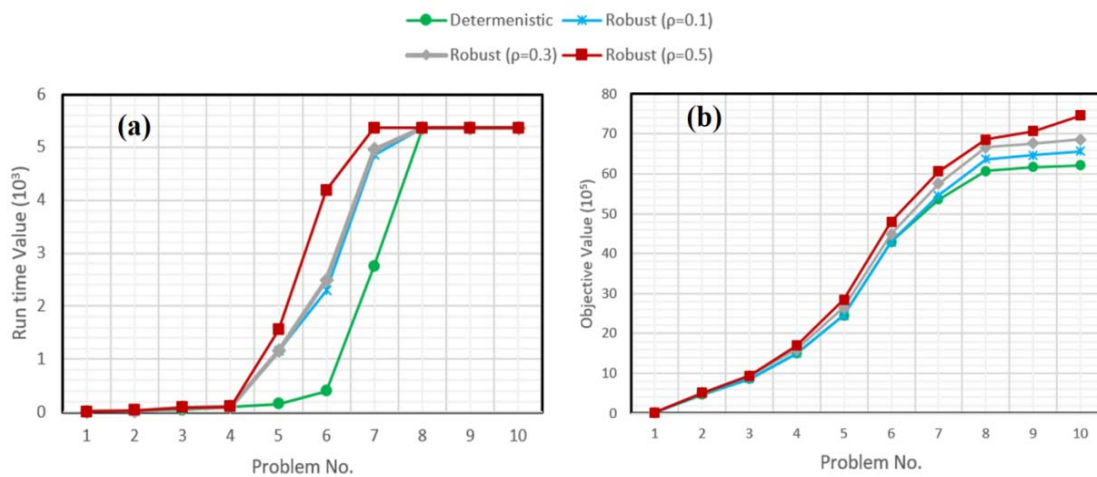 Determenistic Robust (ρ=0.1)
Robust (ρ=0.3) Robust (ρ=0.5)
(a)
Run time Value (10³)
6
5
4
3
2
1
0
1 2 3 4 5 6 7 8 9 10
Problem No.
(b)
Objective Value (10⁵)
80
70
60
50
40
30
20
10
0
1 2 3 4 5 6 7 8 9 10
Problem No.